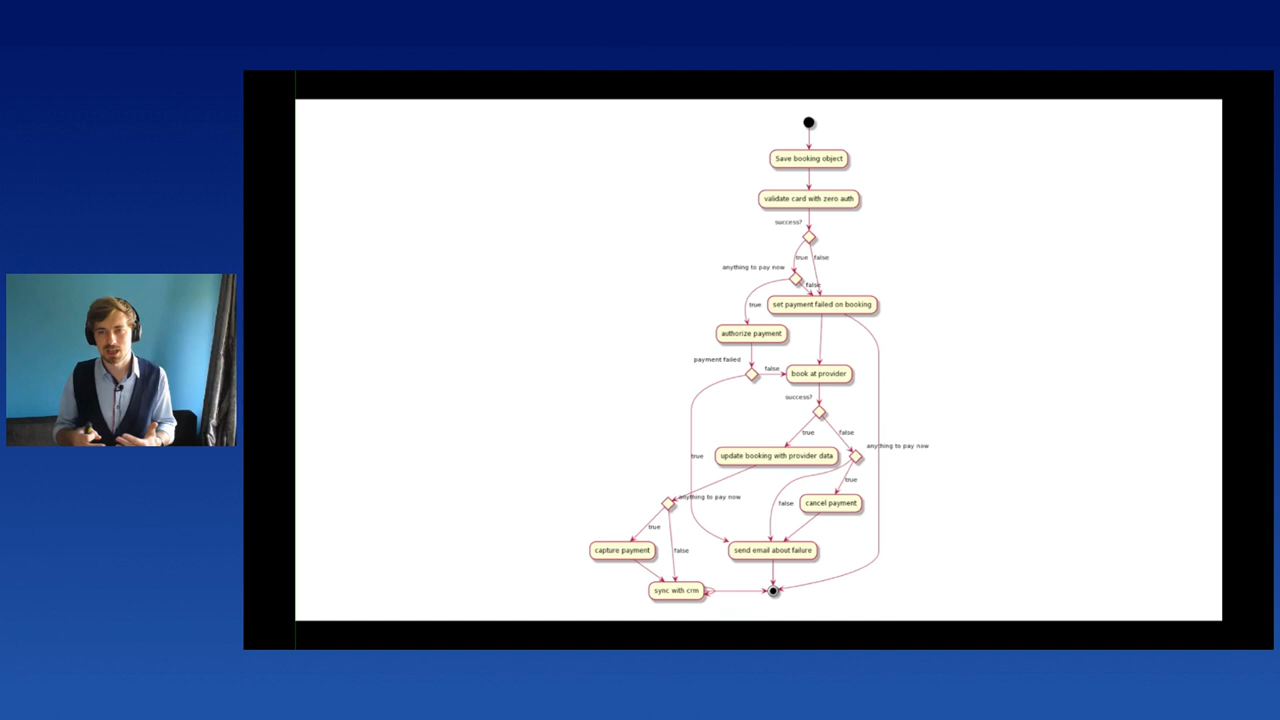 Save booking object
validate card with zero auth
success?
true
false
anything to pay now
false
true
set payment failed on booking
authorize payment
payment failed
false
book at provider
success?
true
false
anything to pay now
true
update booking with provider data
true
anything to pay now
false
cancel payment
true
false
capture payment
send email about failure
sync with crm